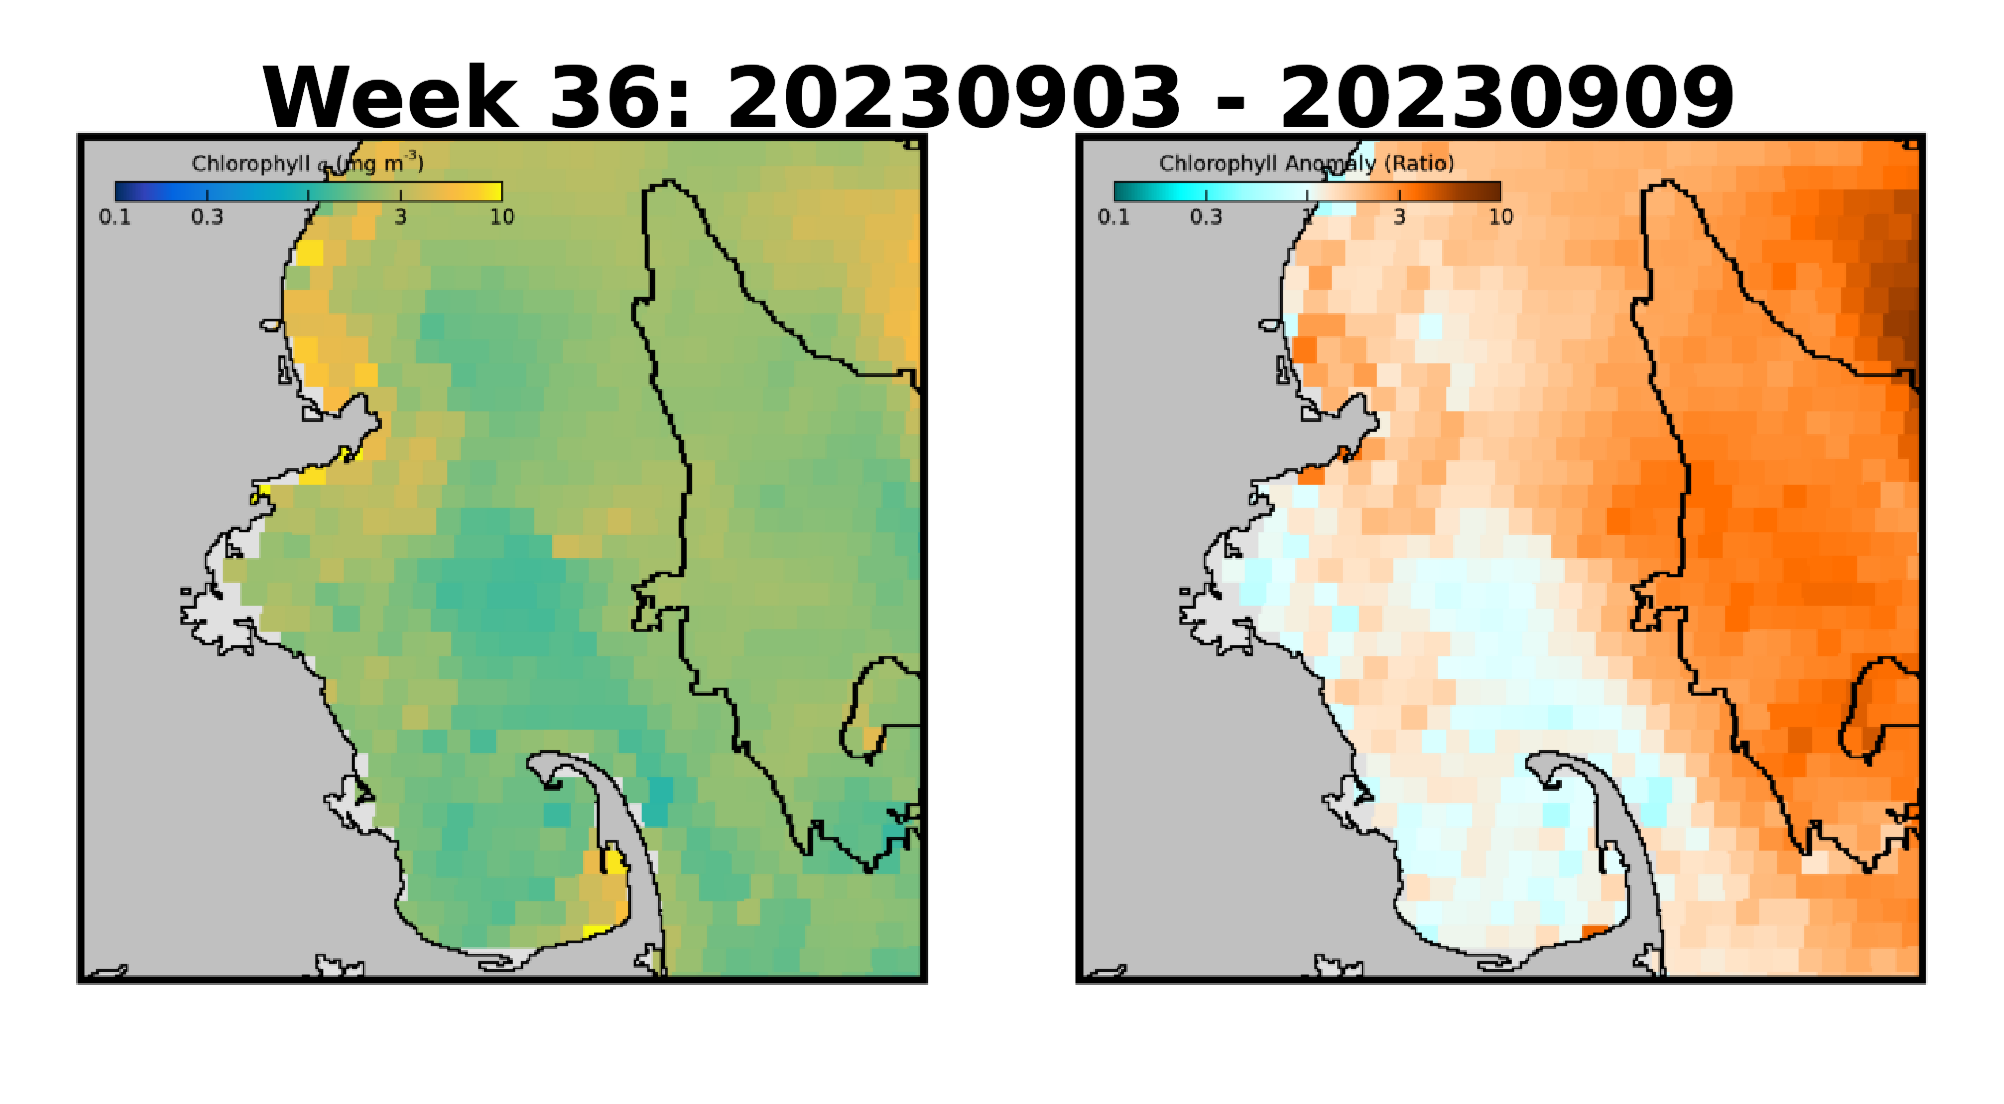 Week 36: 20230903 - 20230909
Chlorophyll a (mg m-3)
0.1 0.3 1 3 10
Chlorophyll Anomaly (Ratio)
0.1 0.3 1 3 10